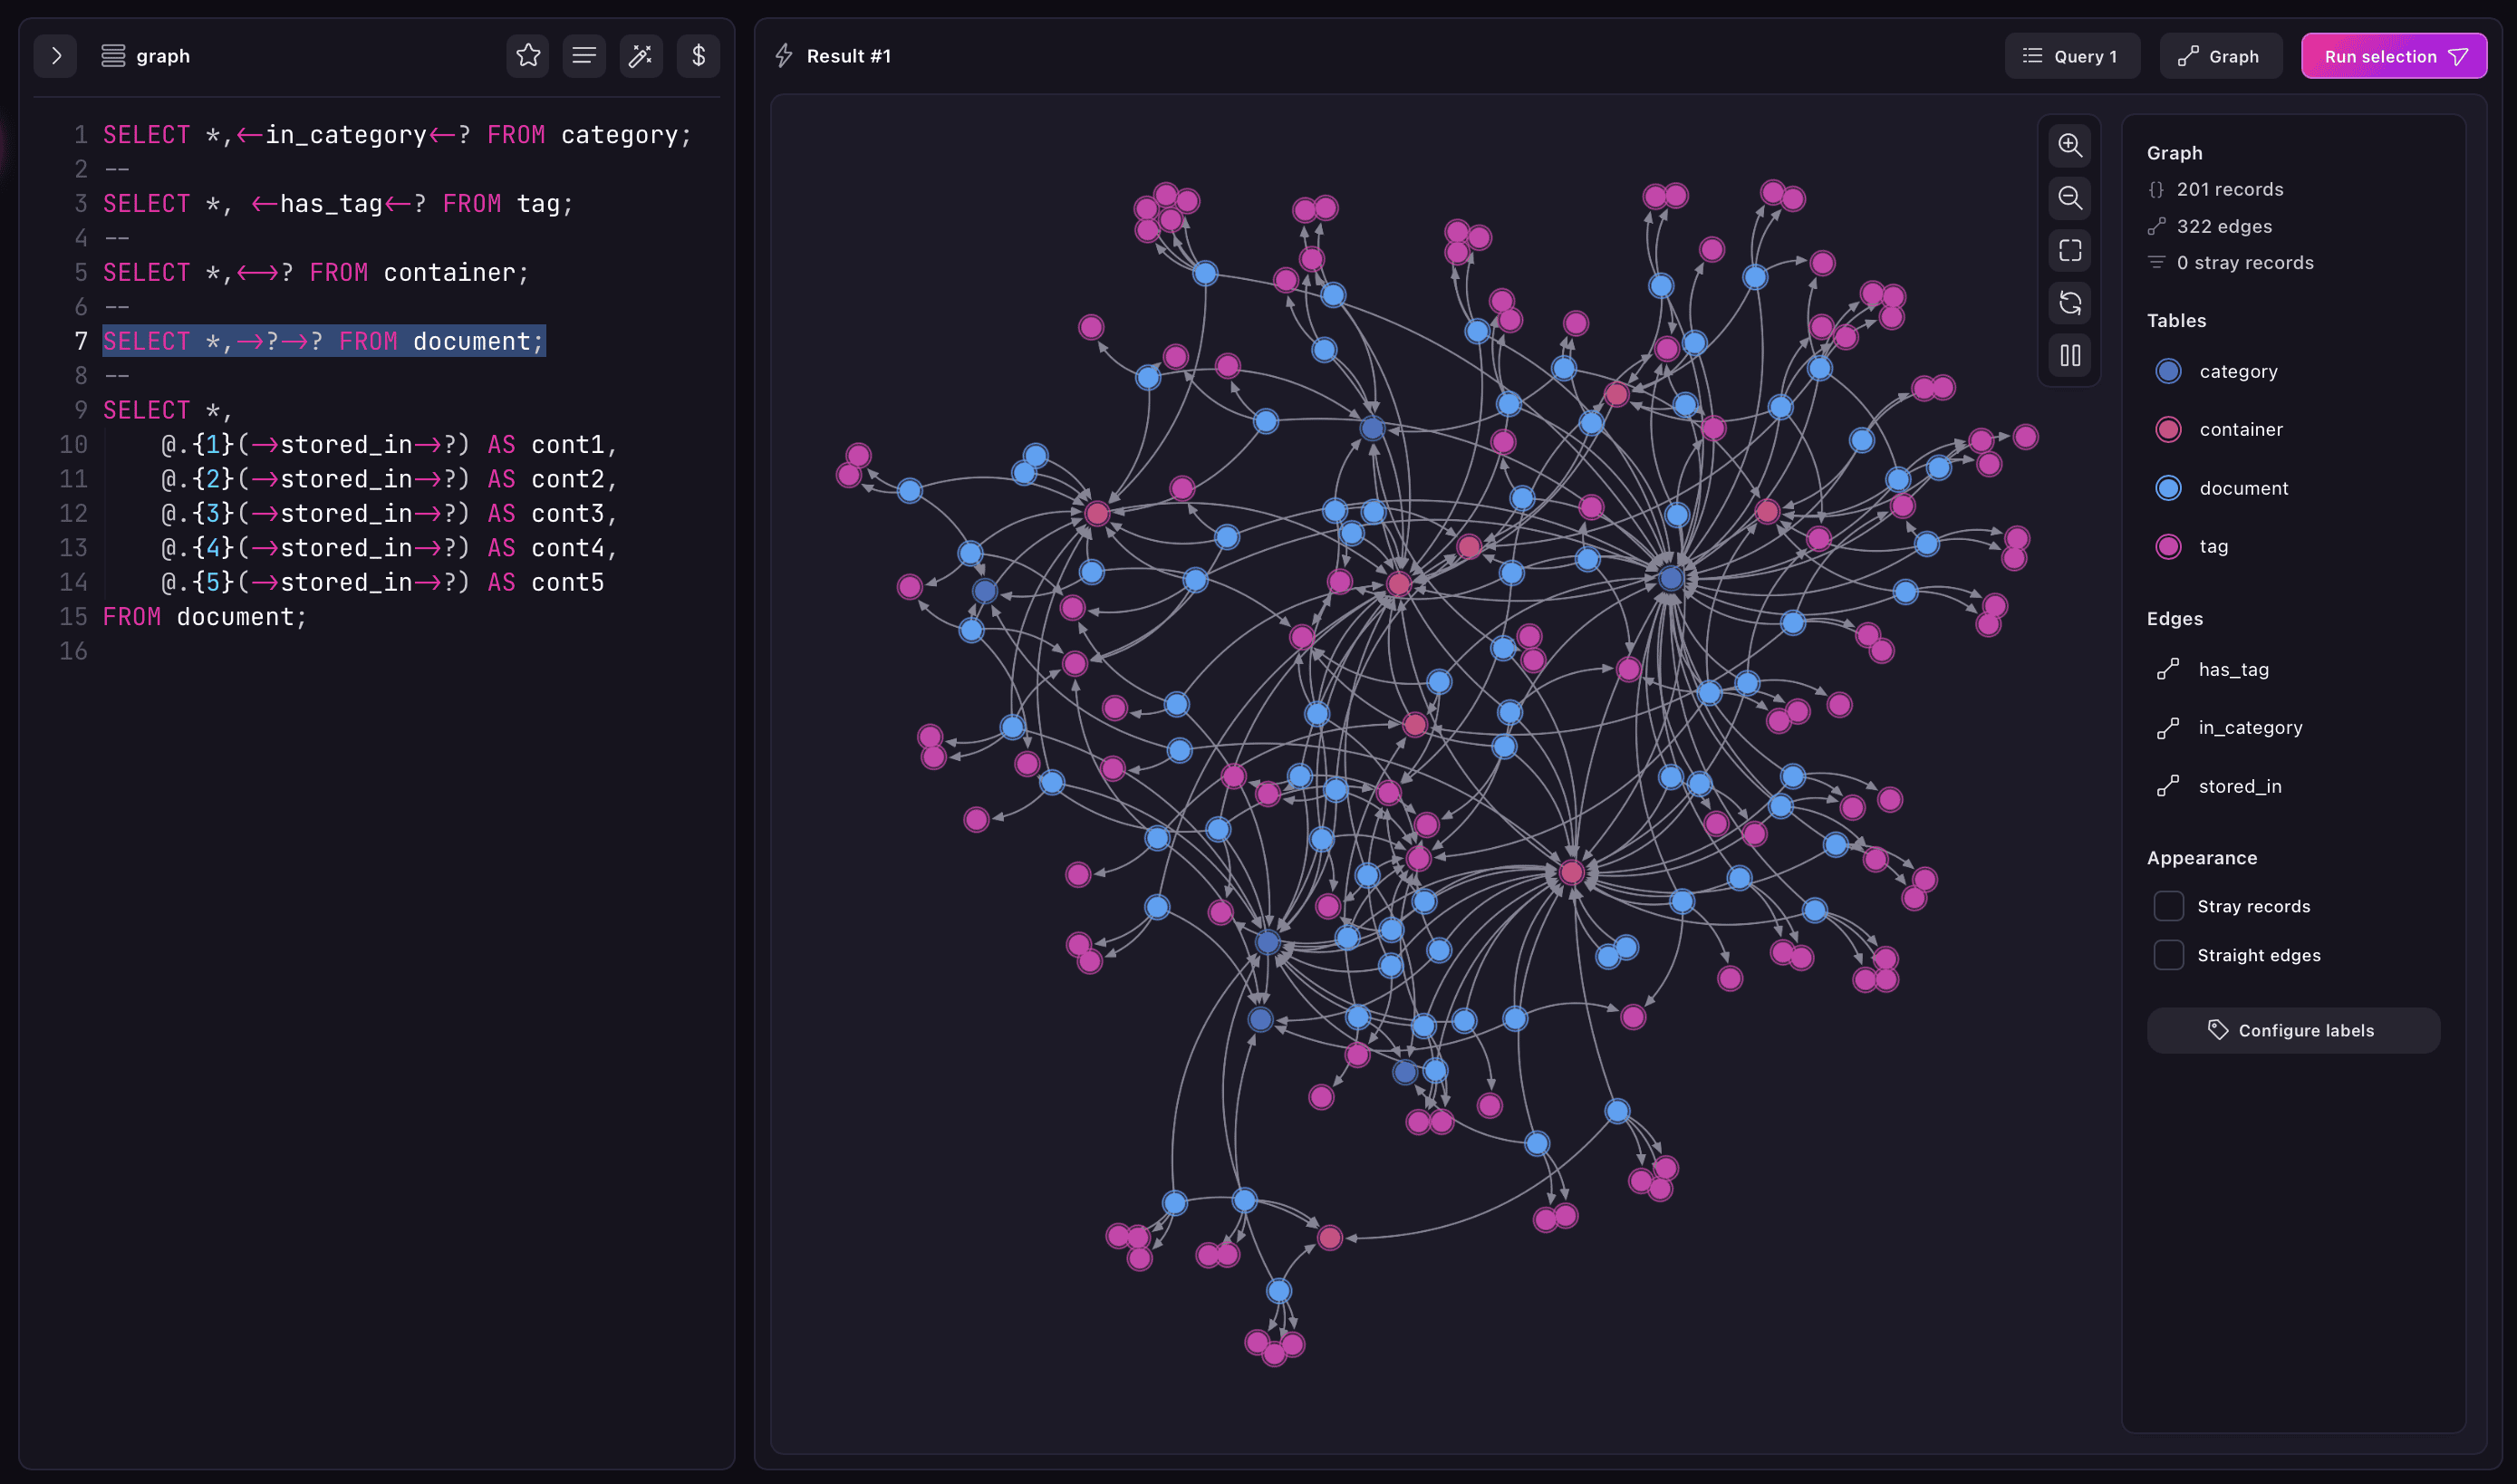 graph
1 SELECT *,<-in_category<-? FROM category;
2 --
3 SELECT *, <-has_tag<-? FROM tag;
4 --
5 SELECT *,<->? FROM container;
6 --
7 SELECT *,->?->? FROM document;
8 --
9 SELECT *,
10     @.{1}(->stored_in->?) AS cont1,
11     @.{2}(->stored_in->?) AS cont2,
12     @.{3}(->stored_in->?) AS cont3,
13     @.{4}(->stored_in->?) AS cont4,
14     @.{5}(->stored_in->?) AS cont5
15 FROM document;
16
Result #1
Query 1
Graph
Run selection
Graph
{} 201 records
322 edges
0 stray records
Tables
category
container
document
tag
Edges
has_tag
in_category
stored_in
Appearance
Stray records
Straight edges
Configure labels